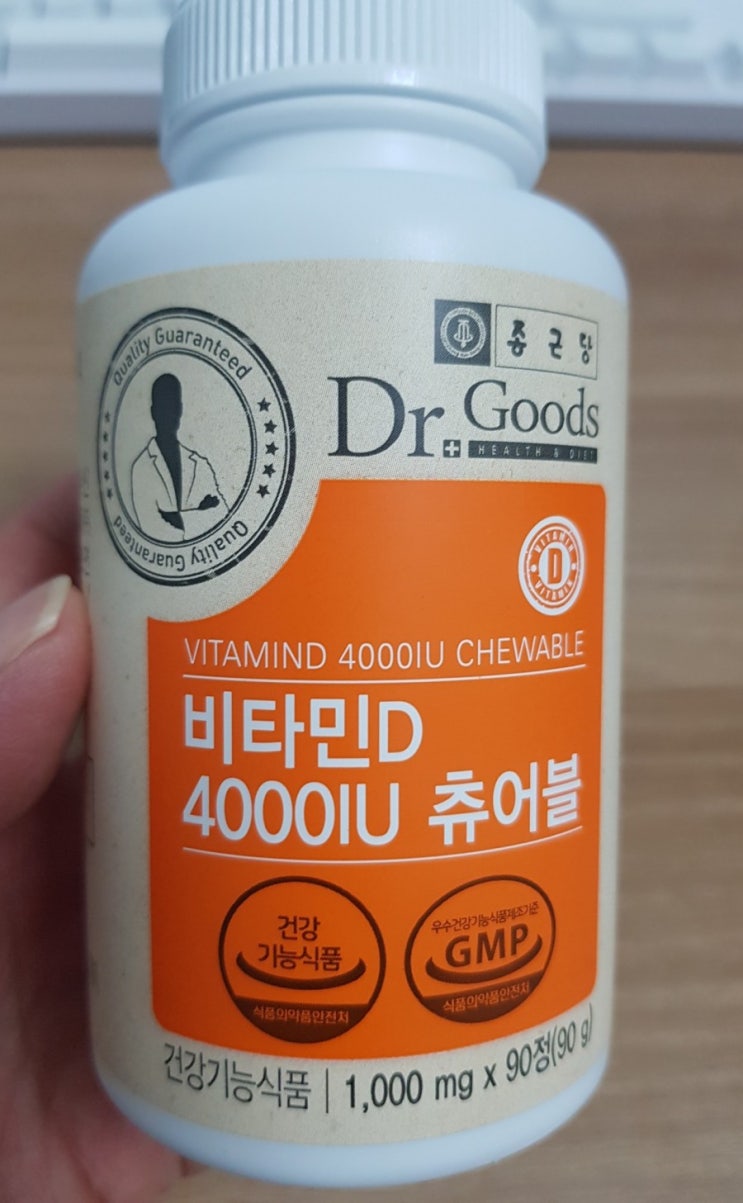 종근당
Dr. Goods
HEALTH & DIET
Quality Guaranteed
Quality Guaranteed
VITAMIN
D
VITAMIN
VITAMIND 4000IU CHEWABLE
비타민D
4000IU 츄어블
건강
기능식품
식품의약품안전처
우수건강기능식품제조기준
GMP
식품의약품안전처
건강기능식품 | 1,000 mg x 90정(90 g)